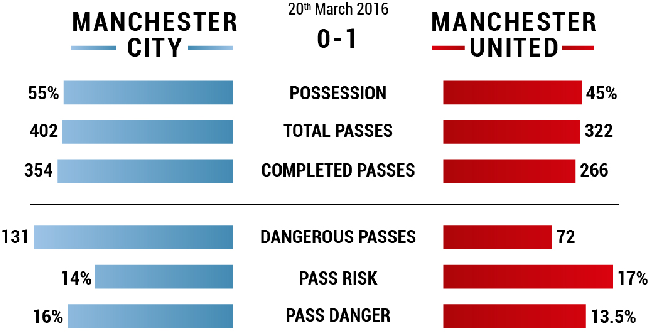 MANCHESTER CITY
20th March 2016
0-1
MANCHESTER UNITED
55% POSSESSION 45%
402 TOTAL PASSES 322
354 COMPLETED PASSES 266
131 DANGEROUS PASSES 72
14% PASS RISK 17%
16% PASS DANGER 13.5%